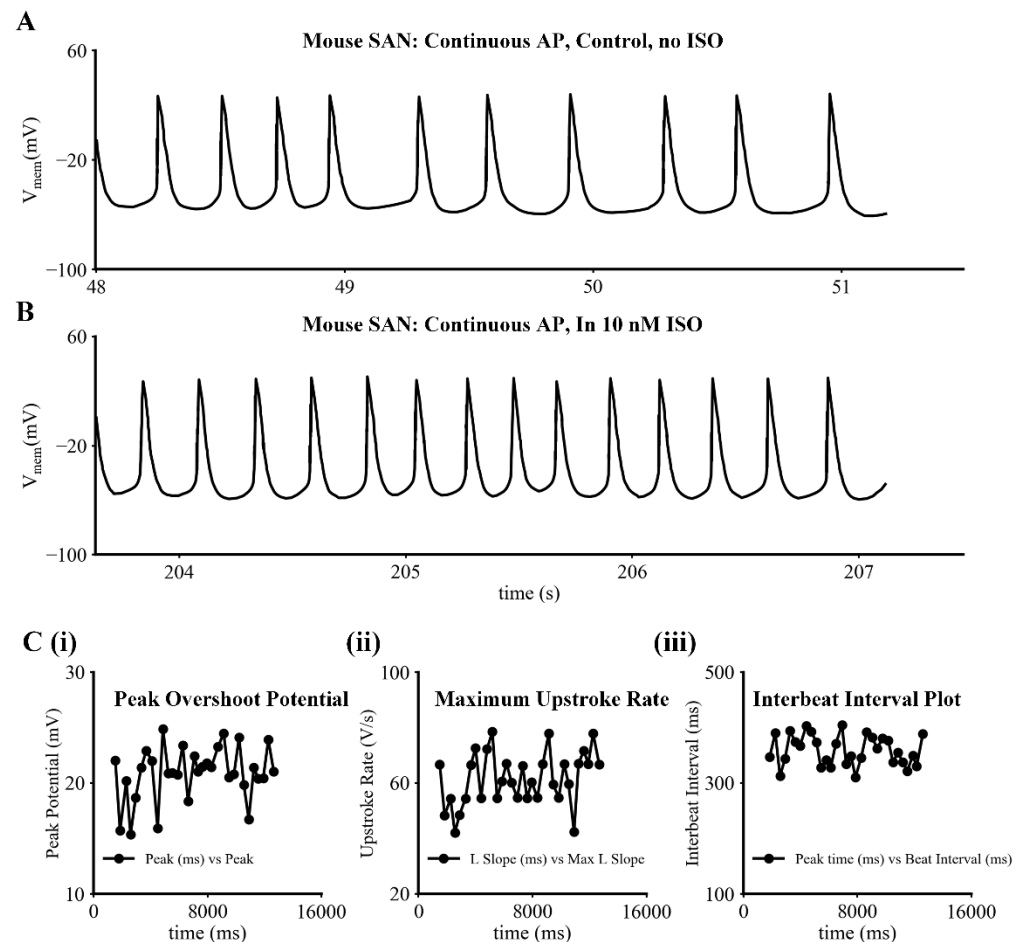 A
Mouse SAN: Continuous AP, Control, no ISO
60
−20
−100
V_mem(mV)
48 49 50 51
B
Mouse SAN: Continuous AP, In 10 nM ISO
60
−20
−100
V_mem(mV)
204 205 206 207
time (s)
C (i)
Peak Overshoot Potential
30
20
10
Peak Potential (mV)
Peak (ms) vs Peak
0 8000 16000
time (ms)
(ii)
Maximum Upstroke Rate
100
60
20
Upstroke Rate (V/s)
L Slope (ms) vs Max L Slope
0 8000 16000
time (ms)
(iii)
Interbeat Interval Plot
500
300
100
Interbeat Interval (ms)
Peak time (ms) vs Beat Interval (ms)
0 8000 16000
time (ms)